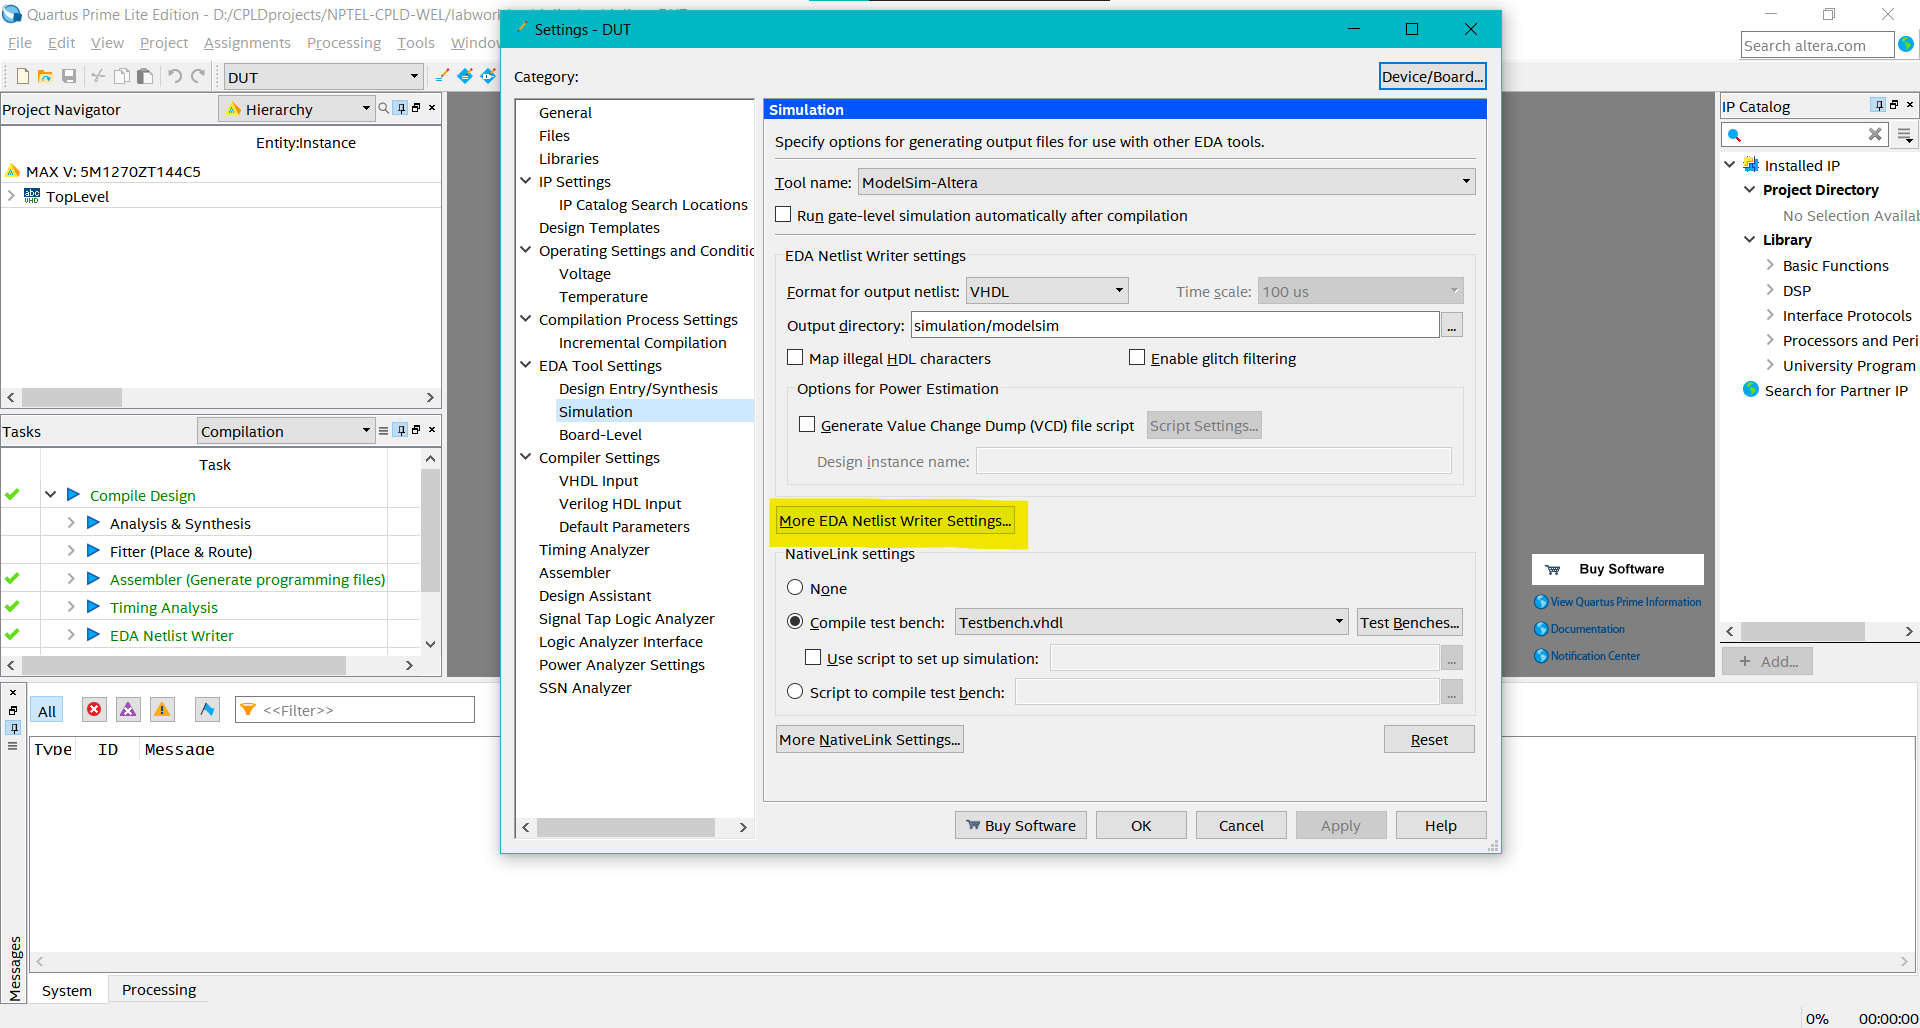 Quartus Prime Lite Edition - D:/CPLDprojects/NPTEL-CPLD-WEL/labwork
File Edit View Project Assignments Processing Tools Window
Search altera.com
DUT
Project Navigator
Hierarchy
Entity:Instance
MAX V: 5M1270ZT144C5
abc
VHD
TopLevel
Tasks
Compilation
Task
Compile Design
Analysis & Synthesis
Fitter (Place & Route)
Assembler (Generate programming files)
Timing Analysis
EDA Netlist Writer
Settings - DUT
Category:
Device/Board...
General
Files
Libraries
IP Settings
IP Catalog Search Locations
Design Templates
Operating Settings and Conditic
Voltage
Temperature
Compilation Process Settings
Incremental Compilation
EDA Tool Settings
Design Entry/Synthesis
Simulation
Board-Level
Compiler Settings
VHDL Input
Verilog HDL Input
Default Parameters
Timing Analyzer
Assembler
Design Assistant
Signal Tap Logic Analyzer
Logic Analyzer Interface
Power Analyzer Settings
SSN Analyzer
Simulation
Specify options for generating output files for use with other EDA tools.
Tool name: ModelSim-Altera
Run gate-level simulation automatically after compilation
EDA Netlist Writer settings
Format for output netlist: VHDL Time scale: 100 us
Output directory: simulation/modelsim ...
Map illegal HDL characters Enable glitch filtering
Options for Power Estimation
Generate Value Change Dump (VCD) file script Script Settings...
Design instance name:
More EDA Netlist Writer Settings...
NativeLink settings
None
Compile test bench: Testbench.vhdl Test Benches...
Use script to set up simulation: ...
Script to compile test bench: ...
More NativeLink Settings... Reset
Buy Software OK Cancel Apply Help
IP Catalog
Installed IP
Project Directory
No Selection Availab
Library
Basic Functions
DSP
Interface Protocols
Processors and Peri
University Program
Search for Partner IP
+ Add...
Buy Software
View Quartus Prime Information
Documentation
Notification Center
All <<Filter>>
Type ID Message
Messages
System Processing
0% 00:00:00